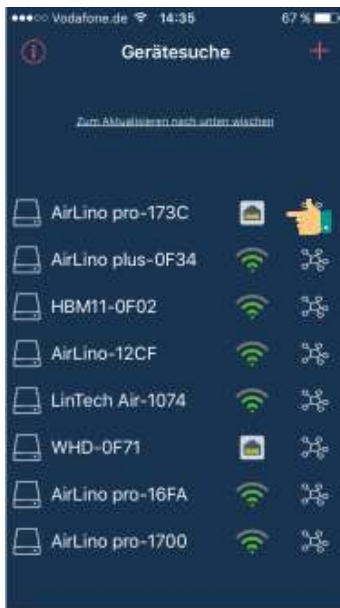 Vodafone.de 14:35 67 %
Gerätesuche
Zum Aktualisieren nach unten wischen
AirLino pro-173C
AirLino plus-0F34
HBM11-0F02
AirLino-12CF
LinTech Air-1074
WHD-0F71
AirLino pro-16FA
AirLino pro-1700